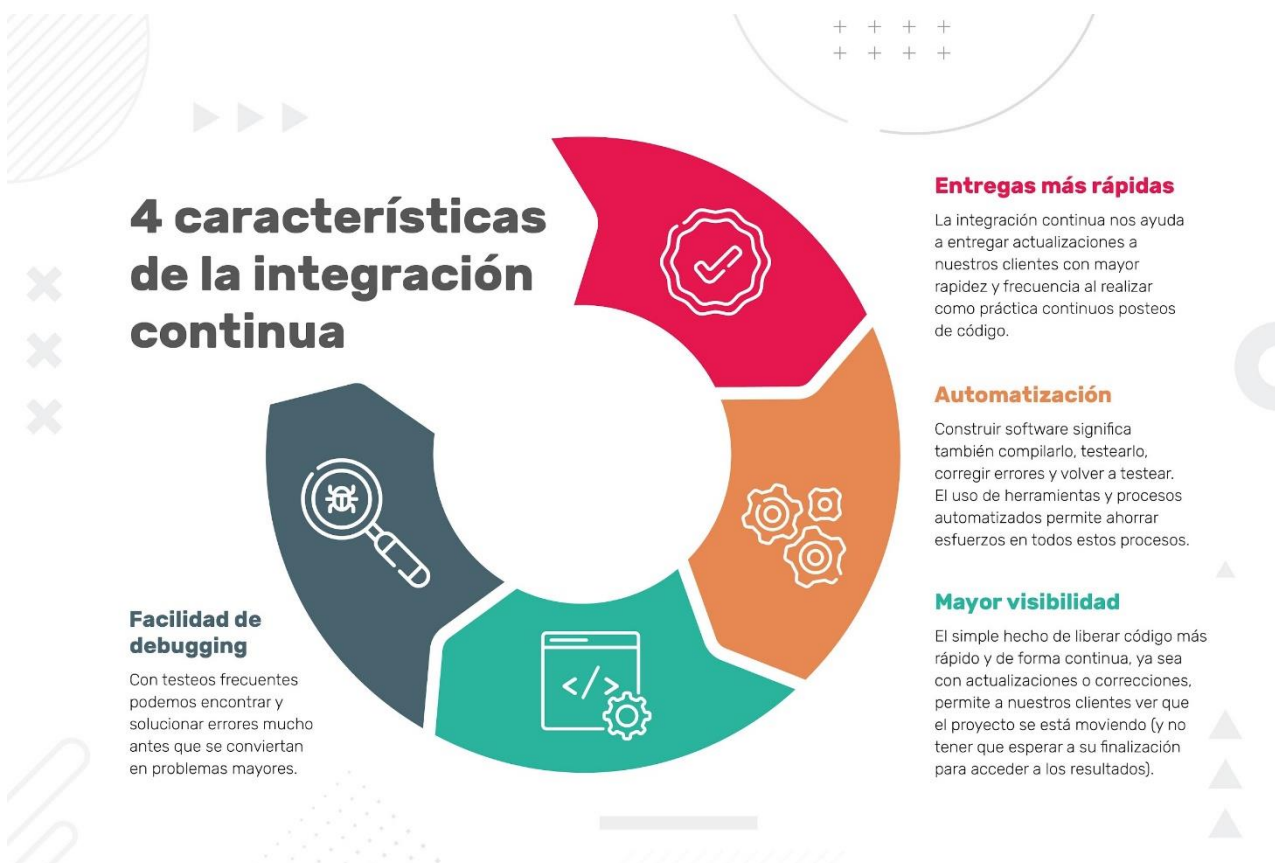 4 características
de la integración
continua
Entregas más rápidas
La integración continua nos ayuda
a entregar actualizaciones a
nuestros clientes con mayor
rapidez y frecuencia al realizar
como práctica continuos posteos
de código.
Automatización
Construir software significa
también compilarlo, testearlo,
corregir errores y volver a testear.
El uso de herramientas y procesos
automatizados permite ahorrar
esfuerzos en todos estos procesos.
Mayor visibilidad
El simple hecho de liberar código más
rápido y de forma continua, ya sea
con actualizaciones o correcciones,
permite a nuestros clientes ver que
el proyecto se está moviendo (y no
tener que esperar a su finalización
para acceder a los resultados).
Facilidad de
debugging
Con testeos frecuentes
podemos encontrar y
solucionar errores mucho
antes que se conviertan
en problemas mayores.